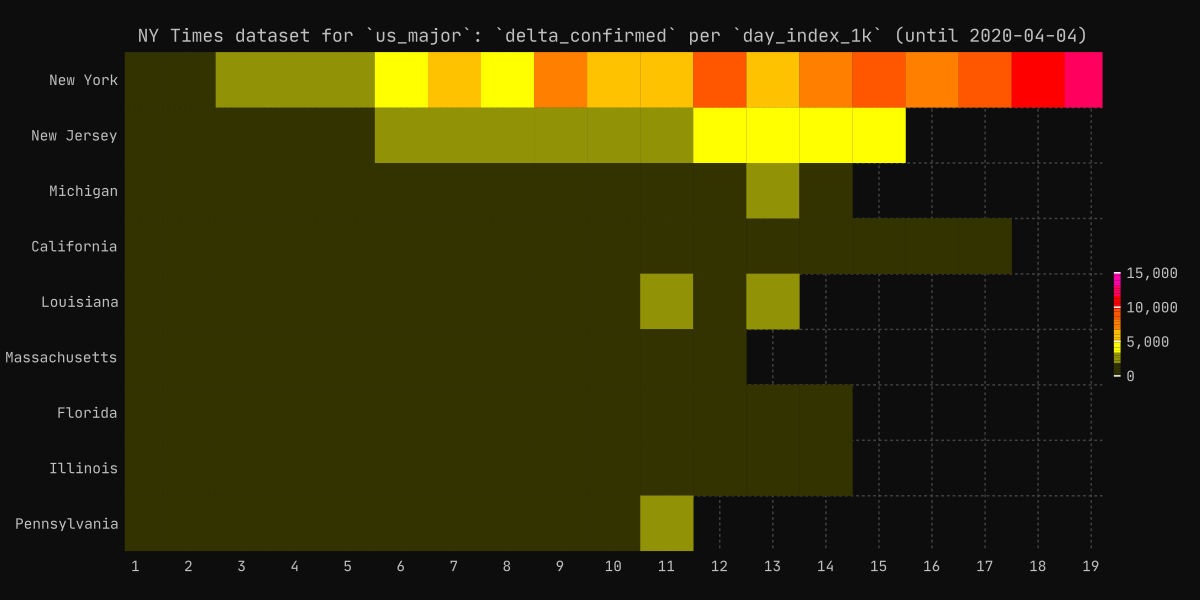 NY Times dataset for `us_major`: `delta_confirmed` per `day_index_1k` (until 2020-04-04)
New York
New Jersey
Michigan
California
Louisiana
Massachusetts
Florida
Illinois
Pennsylvania
15,000
10,000
5,000
0
1 2 3 4 5 6 7 8 9 10 11 12 13 14 15 16 17 18 19